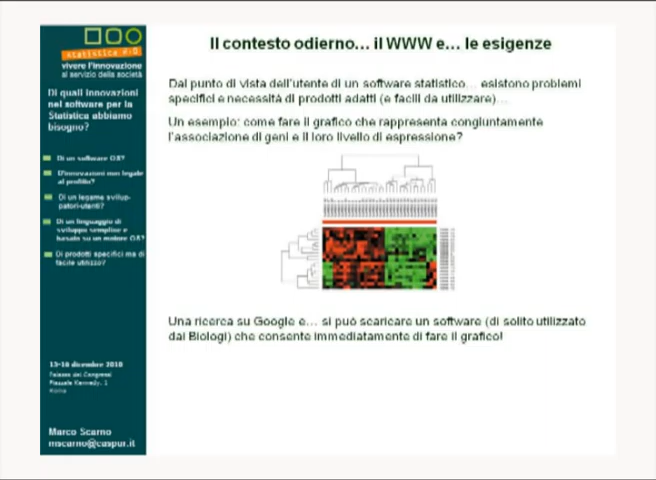 Statistica 2.0
vivere l'innovazione
al servizio della società
Di quali innovazioni
nel software per la
Statistica abbiamo
bisogno?
Di un software O.S?
D'innovazioni non legate
al profitto?
Di un legame svilup-
patori-utenti?
Di un linguaggio di
sviluppo semplice e
basato su un motore O.S?
Di prodotti specifici ma di
facile utilizzo?
15-16 dicembre 2010
Palazzo dei Congressi
Piazzale Kennedy, 1
Roma
Marco Scarno
mscarno@caspur.it
Il contesto odierno... il WWW e... le esigenze
Dal punto di vista dell'utente di un software statistico... esistono problemi
specifici e necessità di prodotti adatti (e facili da utilizzare)...
Un esempio: come fare il grafico che rappresenta congiuntamente
l'associazione di geni e il loro livello di espressione?
Una ricerca su Google e... si può scaricare un software (di solito utilizzato
dai Biologi) che consente immediatamente di fare il grafico!